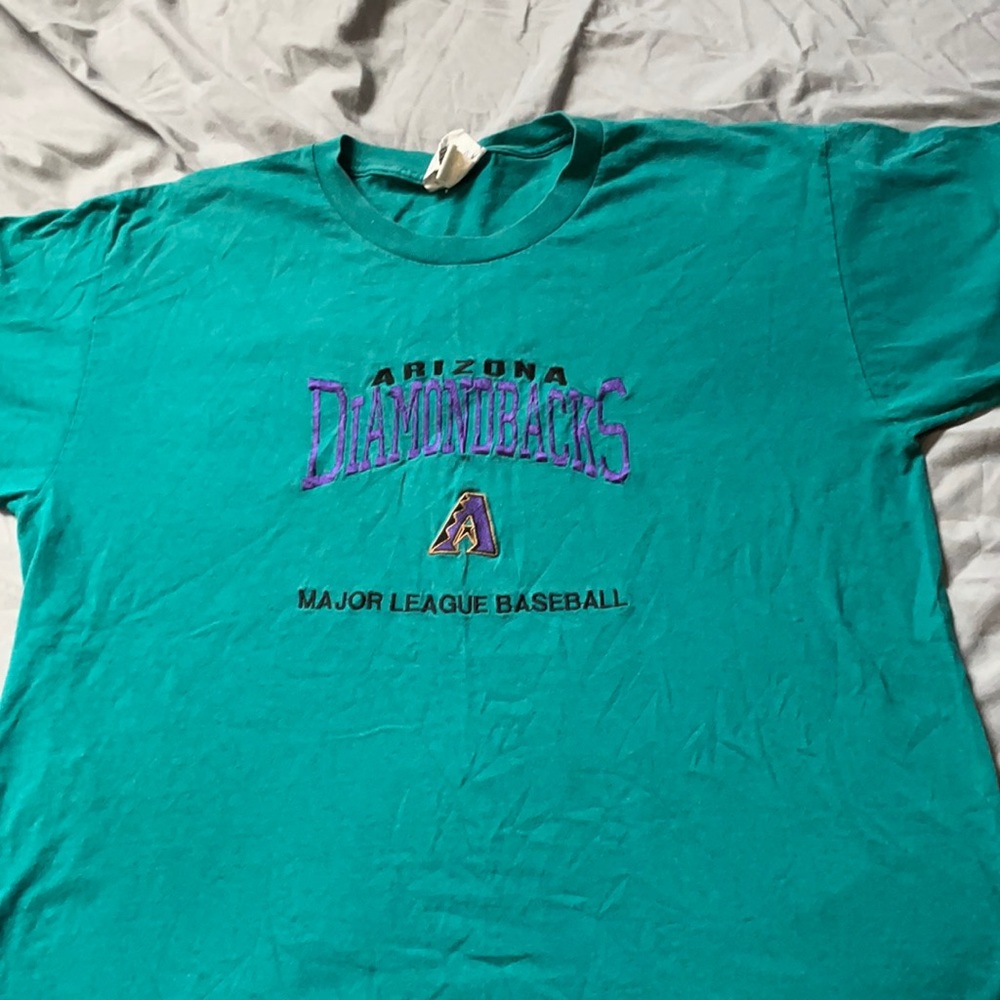 ARIZONA
DIAMONDBACKS
A
MAJOR LEAGUE BASEBALL